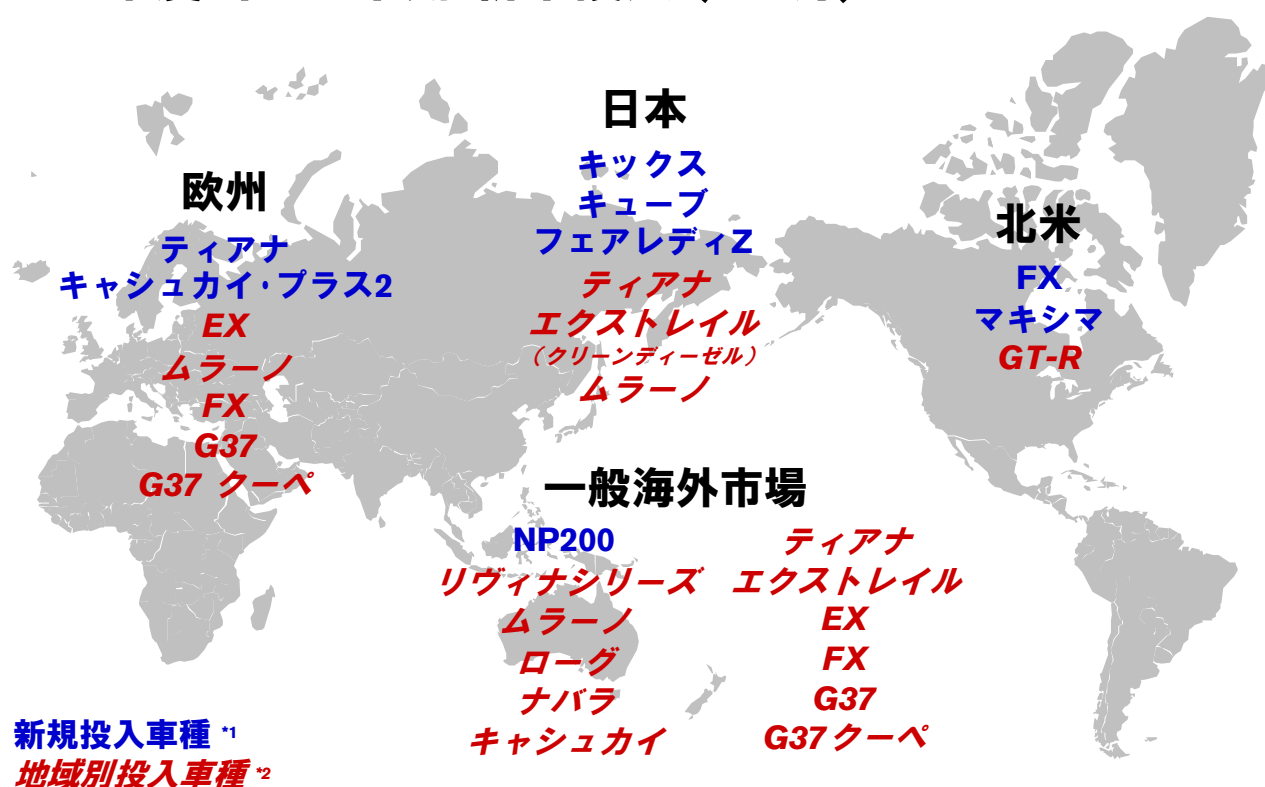 日本
キックス
キューブ
フェアレディZ
ティアナ
エクストレイル
（クリーンディーゼル）
ムラーノ
欧州
ティアナ
キャシュカイ・プラス2
EX
ムラーノ
FX
G37
G37 クーペ
北米
FX
マキシマ
GT-R
一般海外市場
NP200
リヴィナシリーズ
ムラーノ
ローグ
ナバラ
キャシュカイ
ティアナ
エクストレイル
EX
FX
G37
G37クーペ
新規投入車種 *1
地域別投入車種 *2